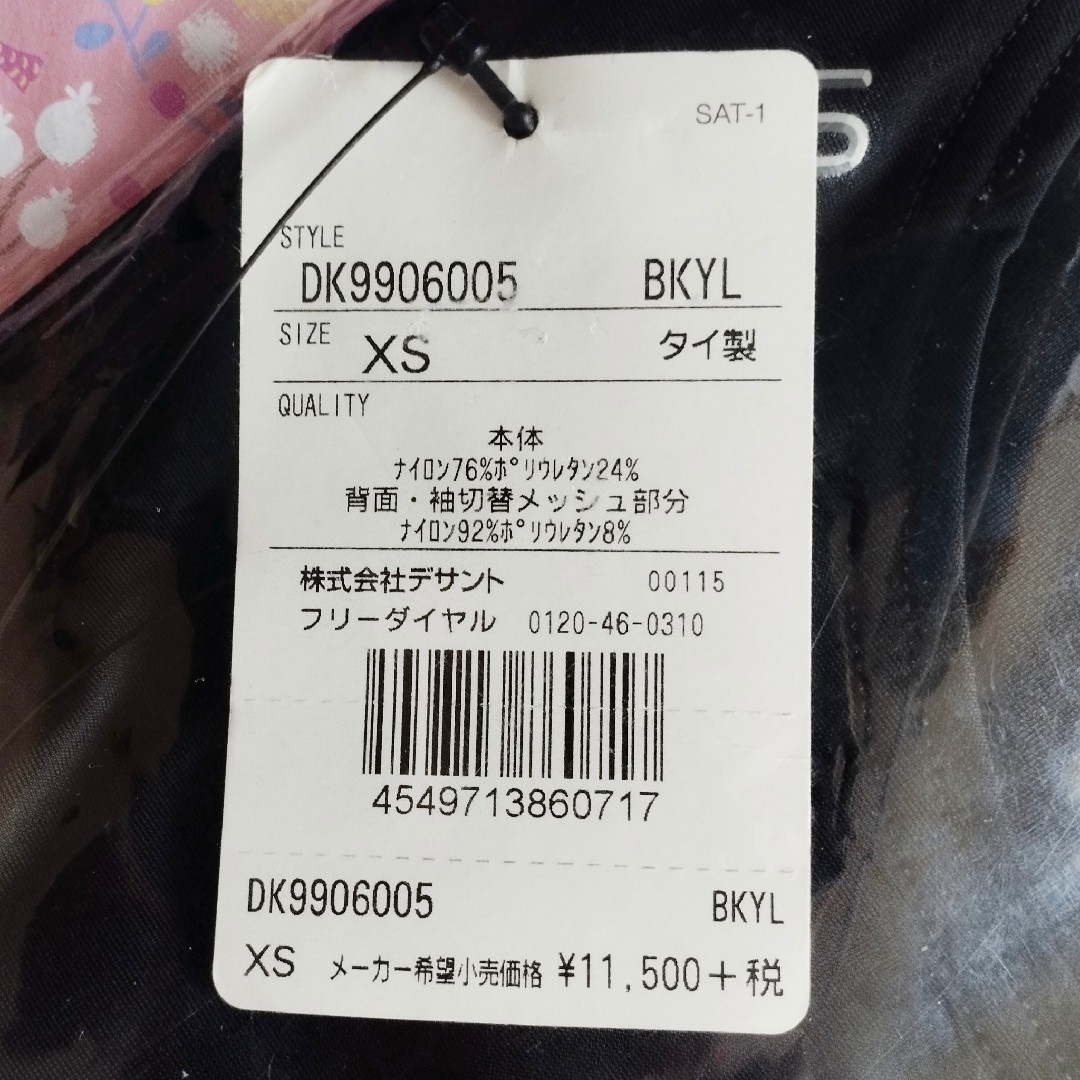 SAT-1
STYLE
DK9906005 BKYL
SIZE XS タイ製
QUALITY
本体
ﾅｲﾛﾝ76%ﾎﾟﾘｳﾚﾀﾝ24%
背面・袖切替メッシュ部分
ﾅｲﾛﾝ92%ﾎﾟﾘｳﾚﾀﾝ8%
株式会社デサント 00115
フリーダイヤル 0120-46-0310
4549713860717
DK9906005 BKYL
XS メーカー希望小売価格 ¥11,500+税